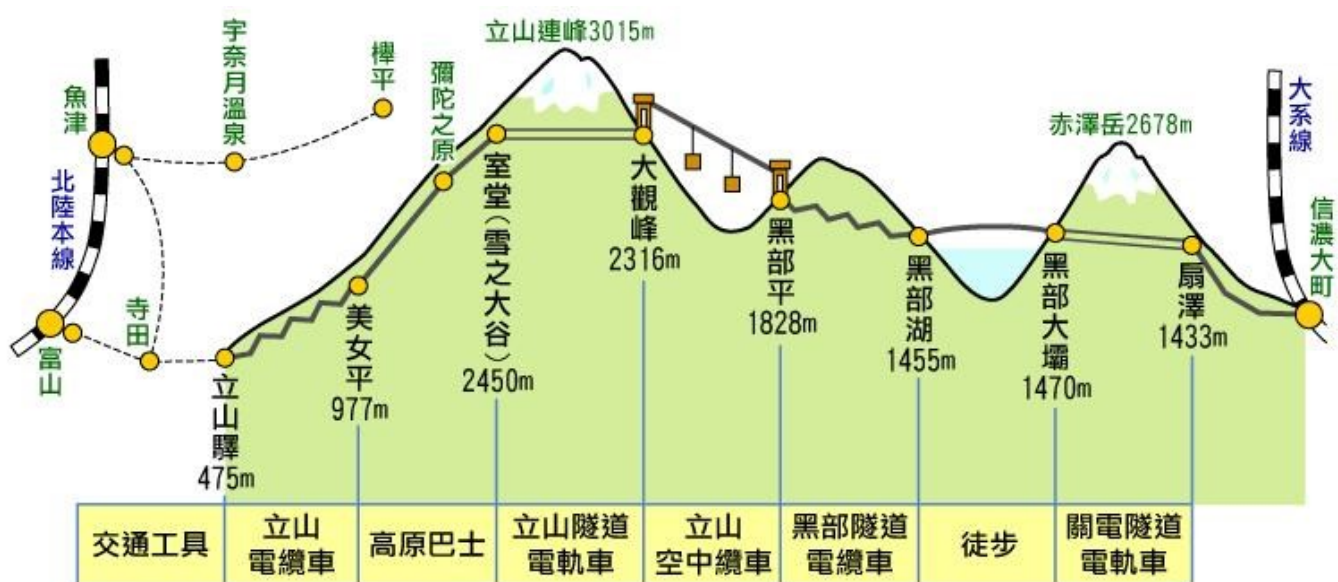 立山連峰3015m
宇奈月溫泉
欅平
彌陀之原
魚津
北陸本線
富山
寺田
赤澤岳2678m
大系線
信濃大町
立山驛
475m
美女平
977m
室堂(雪之大谷)
2450m
大觀峰
2316m
黑部平
1828m
黑部湖
1455m
黑部大壩
1470m
扇澤
1433m
交通工具
立山
電纜車
高原巴士
立山隧道
電軌車
立山
空中纜車
黑部隧道
電纜車
徒步
關電隧道
電軌車